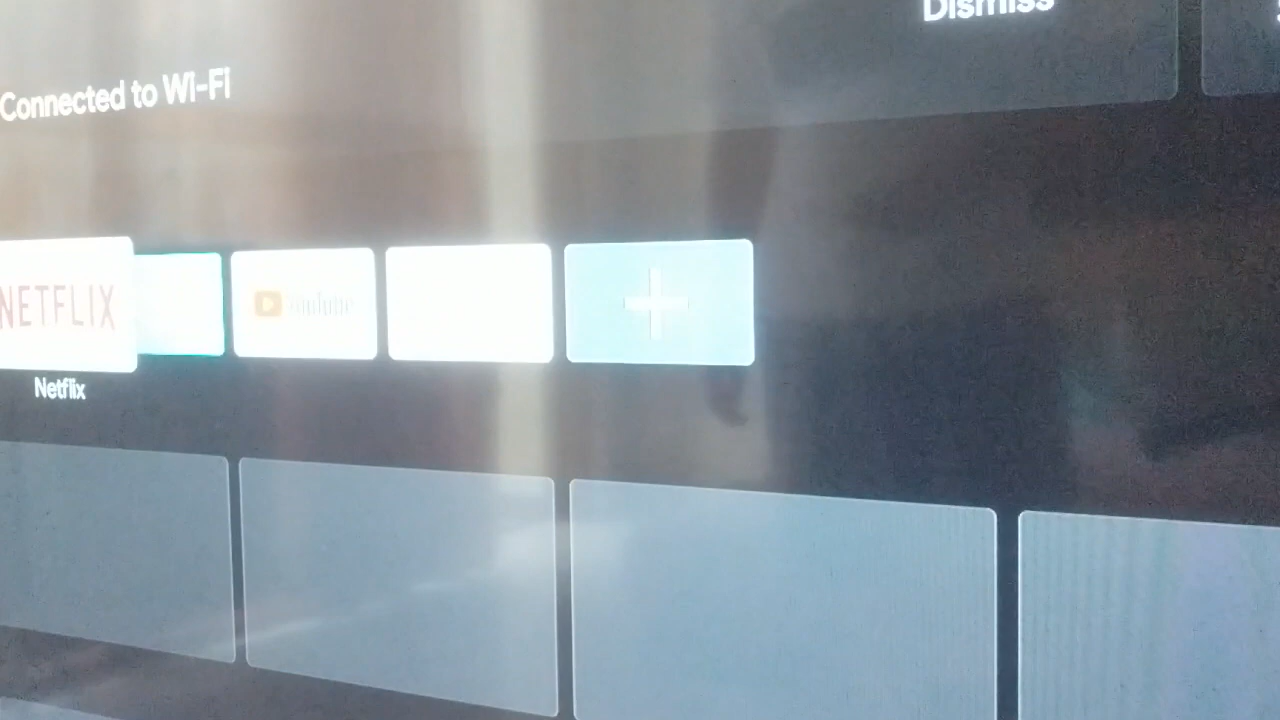 Dismiss
Connected to Wi-Fi
NETFLIX
YouTube
Netflix